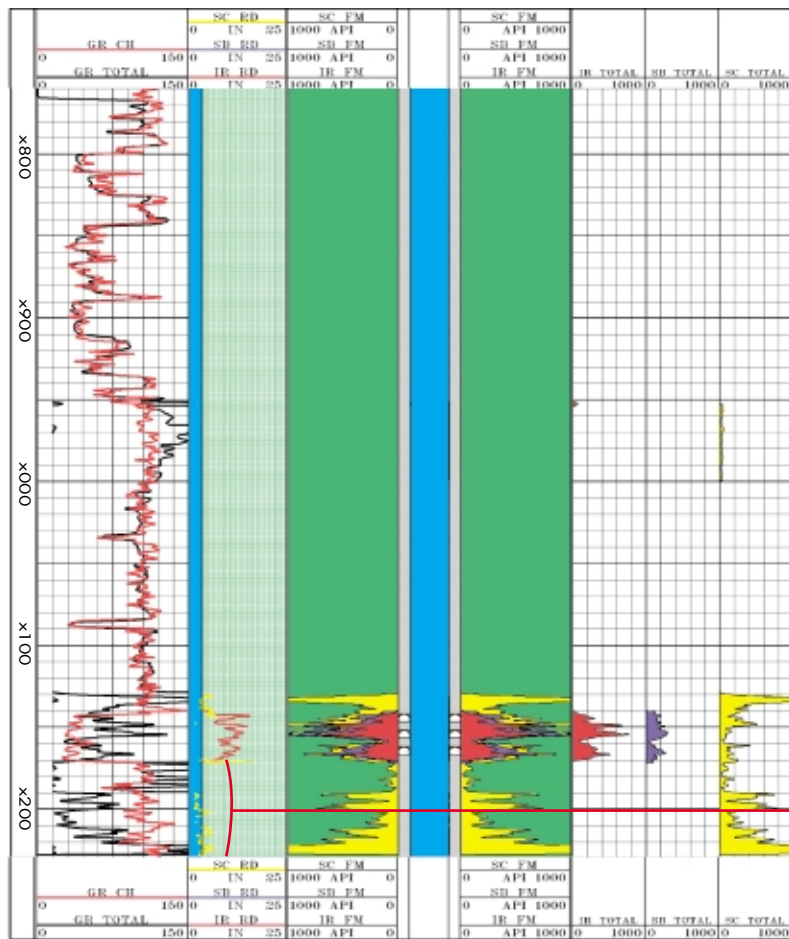 SC RD
SC FM
SC FM
0 IN 25
1000 API 0
0 API 1000
SB RD
SB FM
SB FM
GR CH
0 IN 25
1000 API 0
0 API 1000
0 150
IR RD
IR FM
IR FM
GR TOTAL
0 IN 25
1000 API 0
0 API 1000
IR TOTAL
SB TOTAL
SC TOTAL
0 150
0 1000
0 1000
0 1000
×800
×900
×000
×100
×200
SC RD
SC FM
SC FM
0 IN 25
1000 API 0
0 API 1000
GR CH
SB RD
SB FM
SB FM
0 150
0 IN 25
1000 API 0
0 API 1000
GR TOTAL
IR RD
IR FM
IR FM
IR TOTAL
SB TOTAL
SC TOTAL
0 150
0 IN 25
1000 API 0
0 API 1000
0 1000
0 1000
0 1000